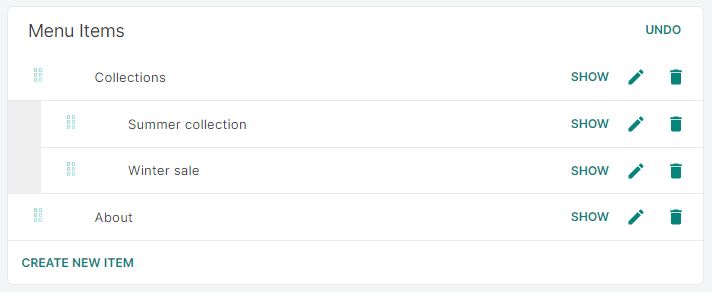 Menu Items UNDO
Collections SHOW
Summer collection SHOW
Winter sale SHOW
About SHOW
CREATE NEW ITEM